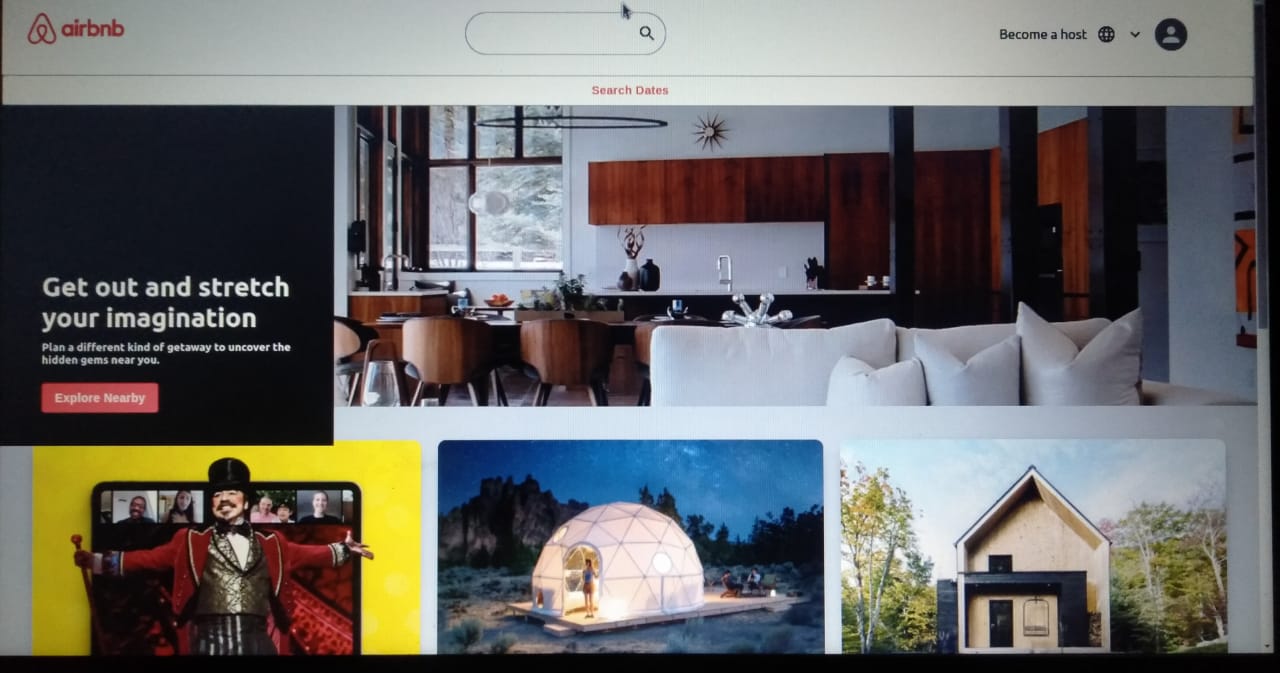 airbnb
Become a host
Search Dates
Get out and stretch
your imagination
Plan a different kind of getaway to uncover the
hidden gems near you.
Explore Nearby